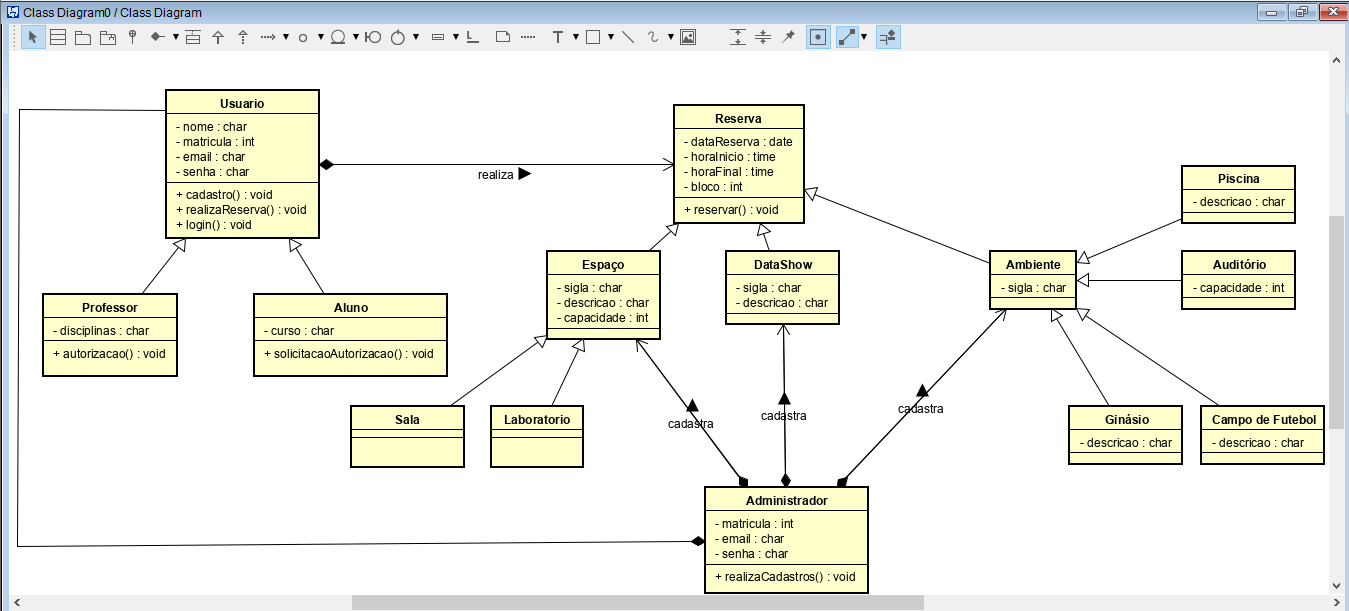 Class Diagram0 / Class Diagram
T
Usuario
- nome : char
- matricula : int
- email : char
- senha : char
+ cadastro() : void
+ realizaReserva() : void
+ login() : void
realiza
Reserva
- dataReserva : date
- horaInicio : time
- horaFinal : time
- bloco : int
+ reservar() : void
Professor
- disciplinas : char
+ autorizacao() : void
Aluno
- curso : char
+ solicitacaoAutorizacao() : void
Espaço
- sigla : char
- descricao : char
- capacidade : int
DataShow
- sigla : char
- descricao : char
Ambiente
- sigla : char
Piscina
- descricao : char
Auditório
- capacidade : int
Sala
Laboratorio
cadastra
cadastra
cadastra
Ginásio
- descricao : char
Campo de Futebol
- descricao : char
Administrador
- matricula : int
- email : char
- senha : char
+ realizaCadastros() : void